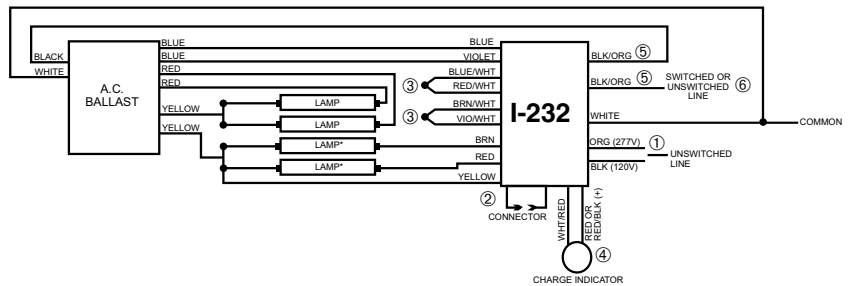 BLUE
BLUE
BLACK
BLUE
VIOLET
BLK/ORG ⑤
WHITE
RED
RED
BLUE/WHT
③
RED/WHT
BLK/ORG ⑤
SWITCHED OR
UNSWITCHED ⑥
LINE
A.C.
BALLAST
YELLOW
LAMP
BRN/WHT
③
VIO/WHT
I-232
WHITE
COMMON
YELLOW
LAMP
LAMP*
BRN
ORG (277V)
①
UNSWITCHED
LINE
LAMP*
RED
BLK (120V)
YELLOW
②
CONNECTOR
WHT/RED
RED OR
RED/BLK (+)
④
CHARGE INDICATOR